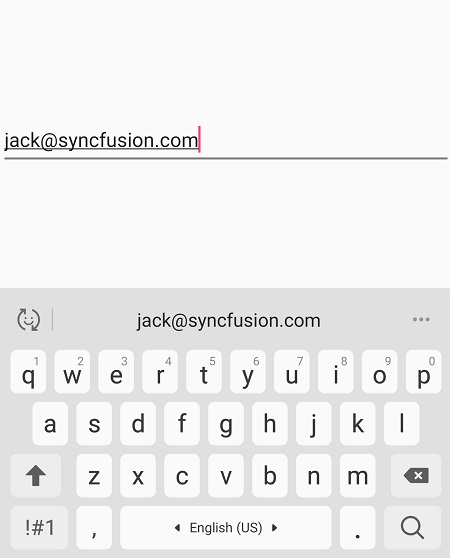 jack@syncfusion.com
jack@syncfusion.com
1 2 3 4 5 6 7 8 9 0
q w e r t y u i o p
a s d f g h j k l
z x c v b n m
!#1 , English (US) .